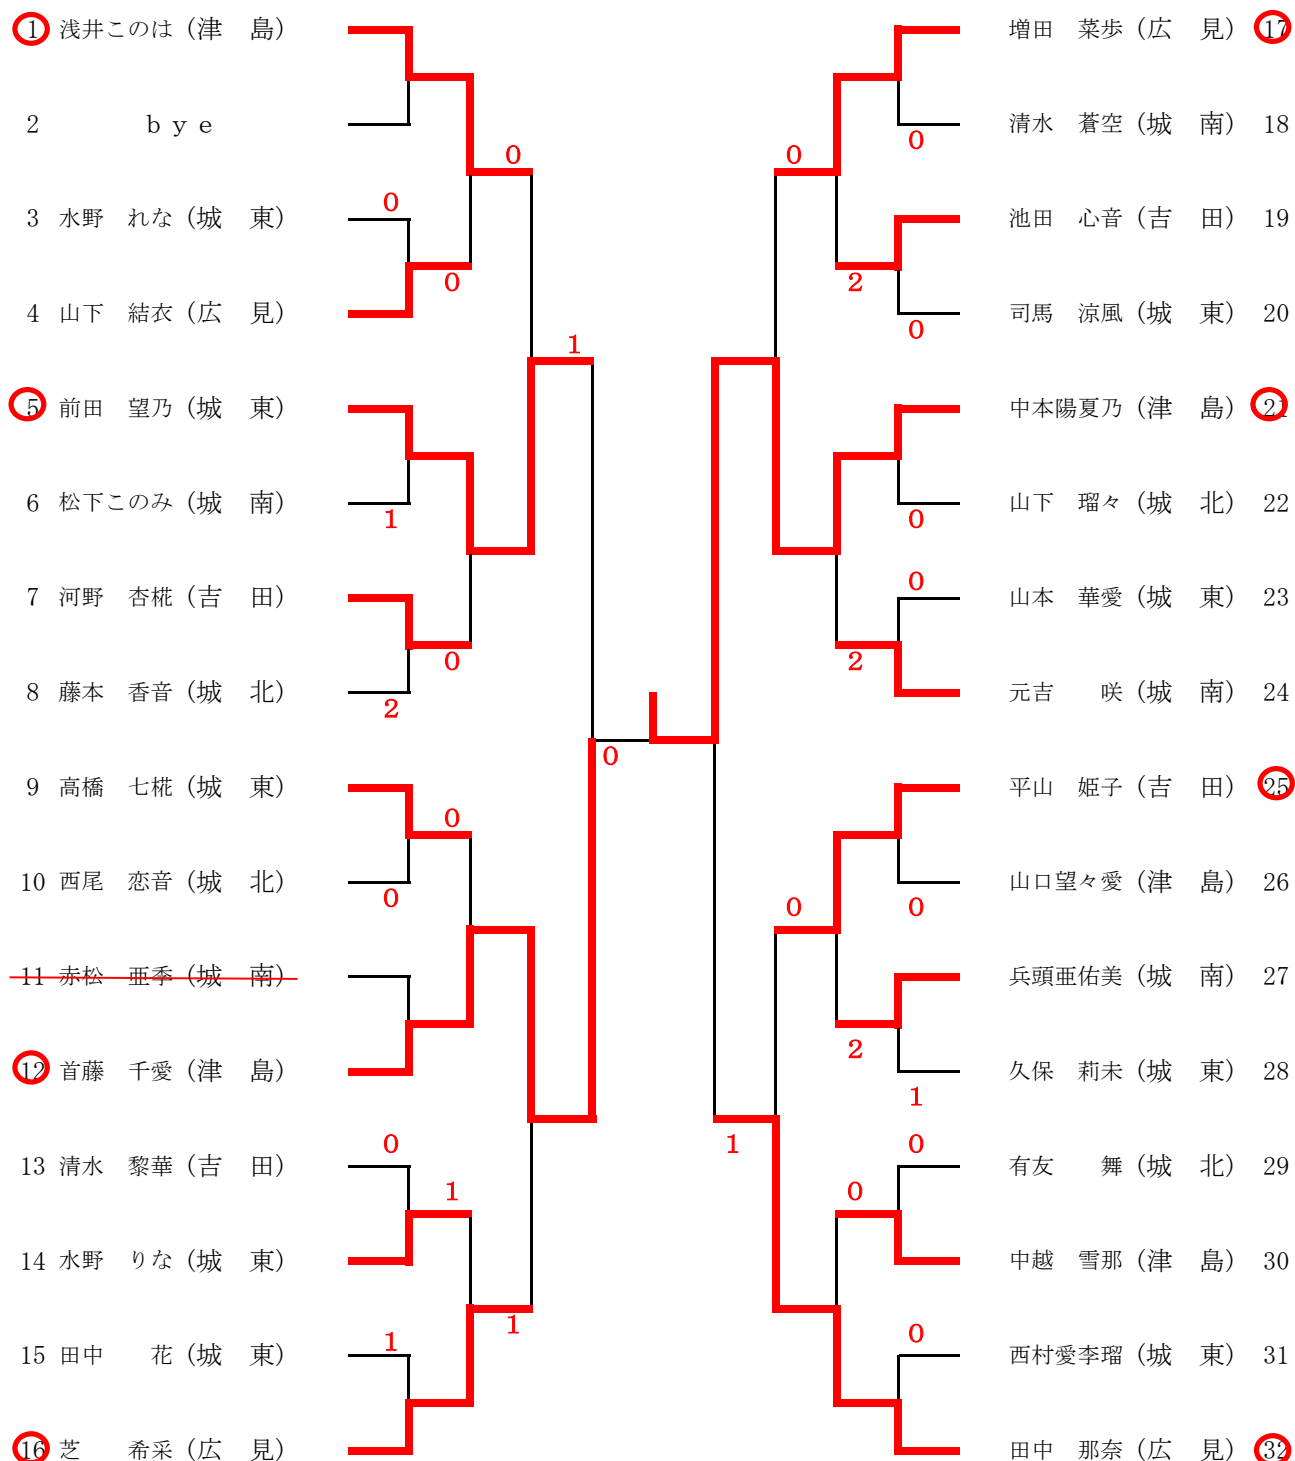 1 浅井このは（津　島）
2 ｂｙｅ
3 水野　れな（城　東）
4 山下　結衣（広　見）
5 前田　望乃（城　東）
6 松下このみ（城　南）
7 河野　杏椛（吉　田）
8 藤本　香音（城　北）
9 高橋　七椛（城　東）
10 西尾　恋音（城　北）
11 赤松　亜季（城　南）
12 首藤　千愛（津　島）
13 清水　黎華（吉　田）
14 水野　りな（城　東）
15 田中　　花（城　東）
16 芝　　希采（広　見）
0
0
0
1
1
0
2
0
0
0
1
1
1
0
1
0
0
2
0
0
0
2
0
0
2
1
1
0
0
0
増田　菜歩（広　見）17
清水　蒼空（城　南）18
池田　心音（吉　田）19
司馬　涼風（城　東）20
中本陽夏乃（津　島）21
山下　瑠々（城　北）22
山本　華愛（城　東）23
元吉　　咲（城　南）24
平山　姫子（吉　田）25
山口望々愛（津　島）26
兵頭亜佑美（城　南）27
久保　莉未（城　東）28
有友　　舞（城　北）29
中越　雪那（津　島）30
西村愛李瑠（城　東）31
田中　那奈（広　見）32